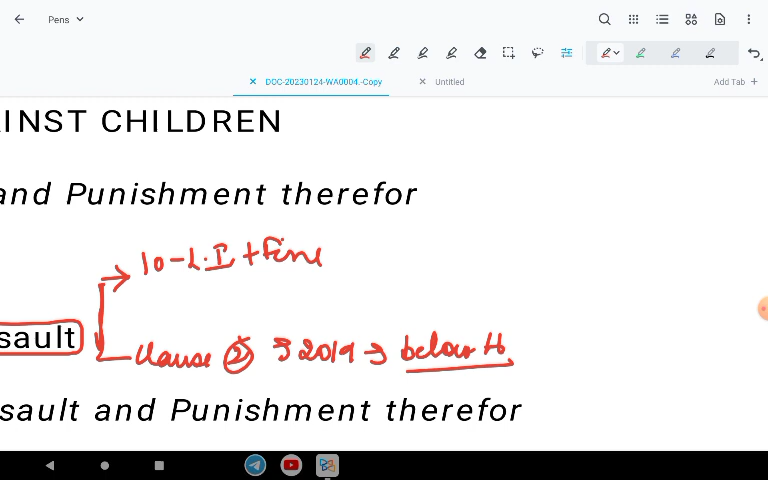 Pens
DOC-20230124-WA0004.-Copy
Untitled
Add Tab +
INST CHILDREN
and Punishment therefor
10-L.I + Fine
sault
Clause ② 2019 → below 16
sault and Punishment therefor